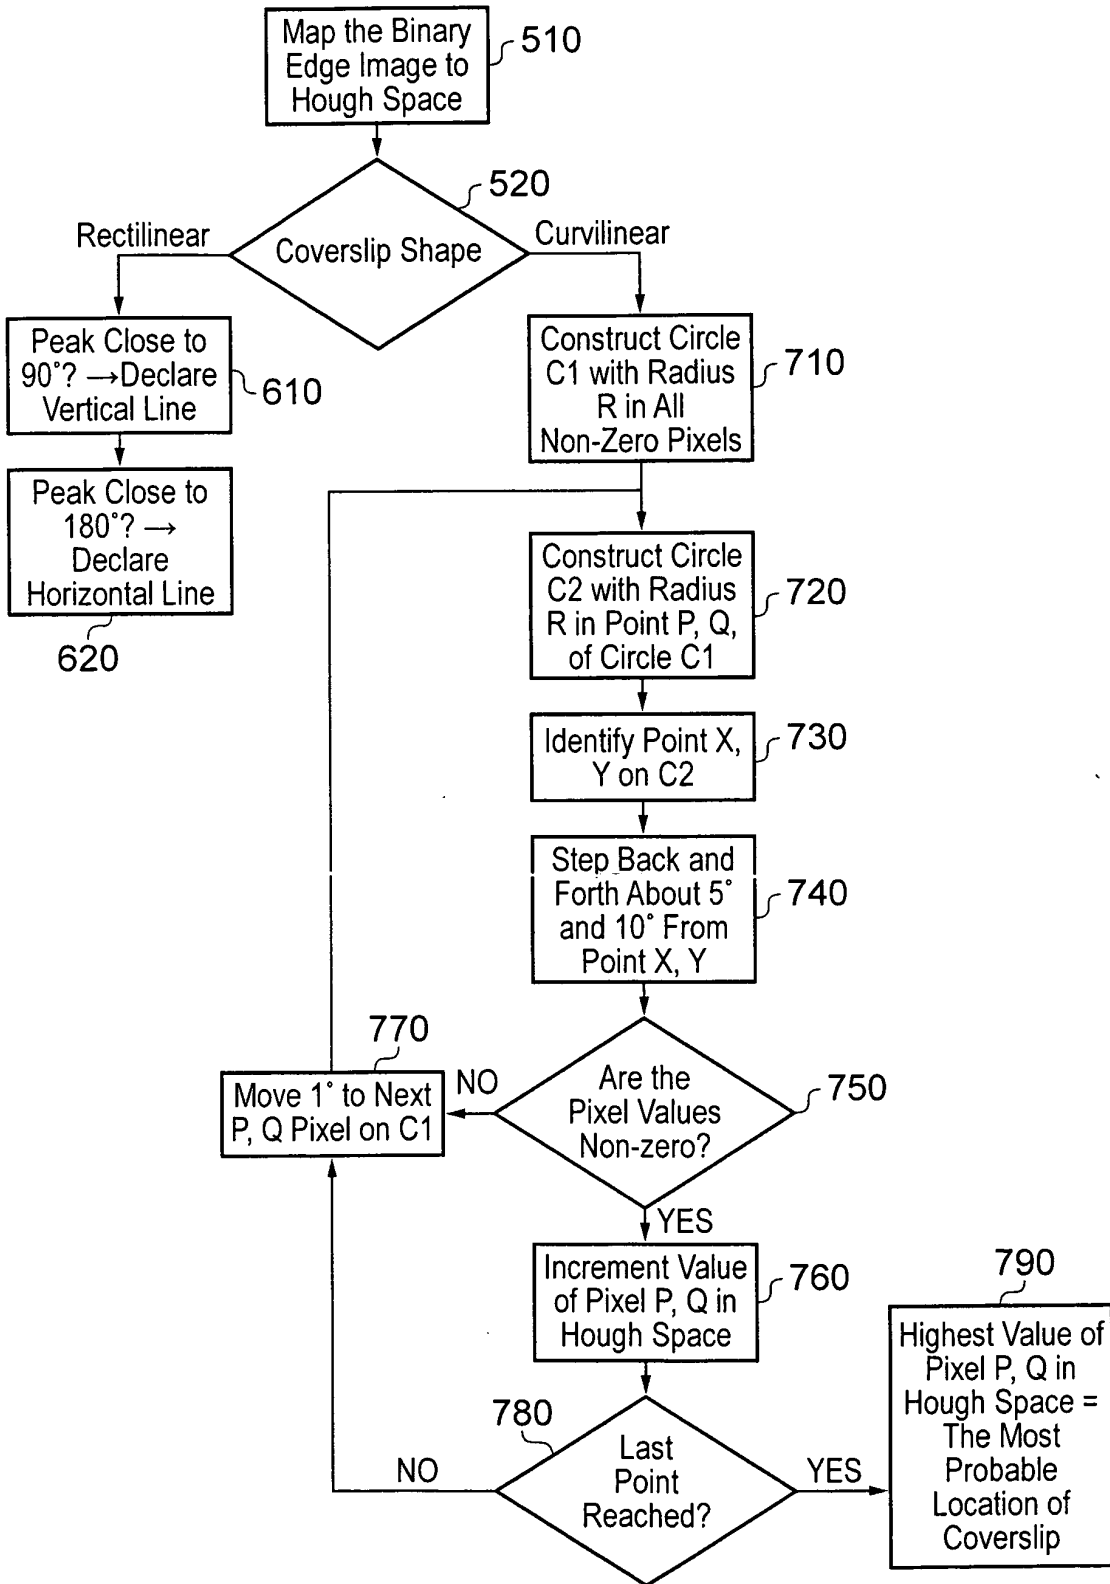 Map the Binary
Edge Image to
Hough Space
510
520
Coverslip Shape
Rectilinear
Curvilinear
Peak Close to
90°? →Declare
Vertical Line
610
Peak Close to
180°? →
Declare
Horizontal Line
620
Construct Circle
C1 with Radius
R in All
Non-Zero Pixels
710
Construct Circle
C2 with Radius
R in Point P, Q,
of Circle C1
720
Identify Point X,
Y on C2
730
Step Back and
Forth About 5°
and 10° From
Point X, Y
740
Are the
Pixel Values
Non-zero?
750
NO
770
Move 1° to Next
P, Q Pixel on C1
YES
Increment Value
of Pixel P, Q in
Hough Space
760
780
Last
Point
Reached?
NO
YES
790
Highest Value of
Pixel P, Q in
Hough Space =
The Most
Probable
Location of
Coverslip